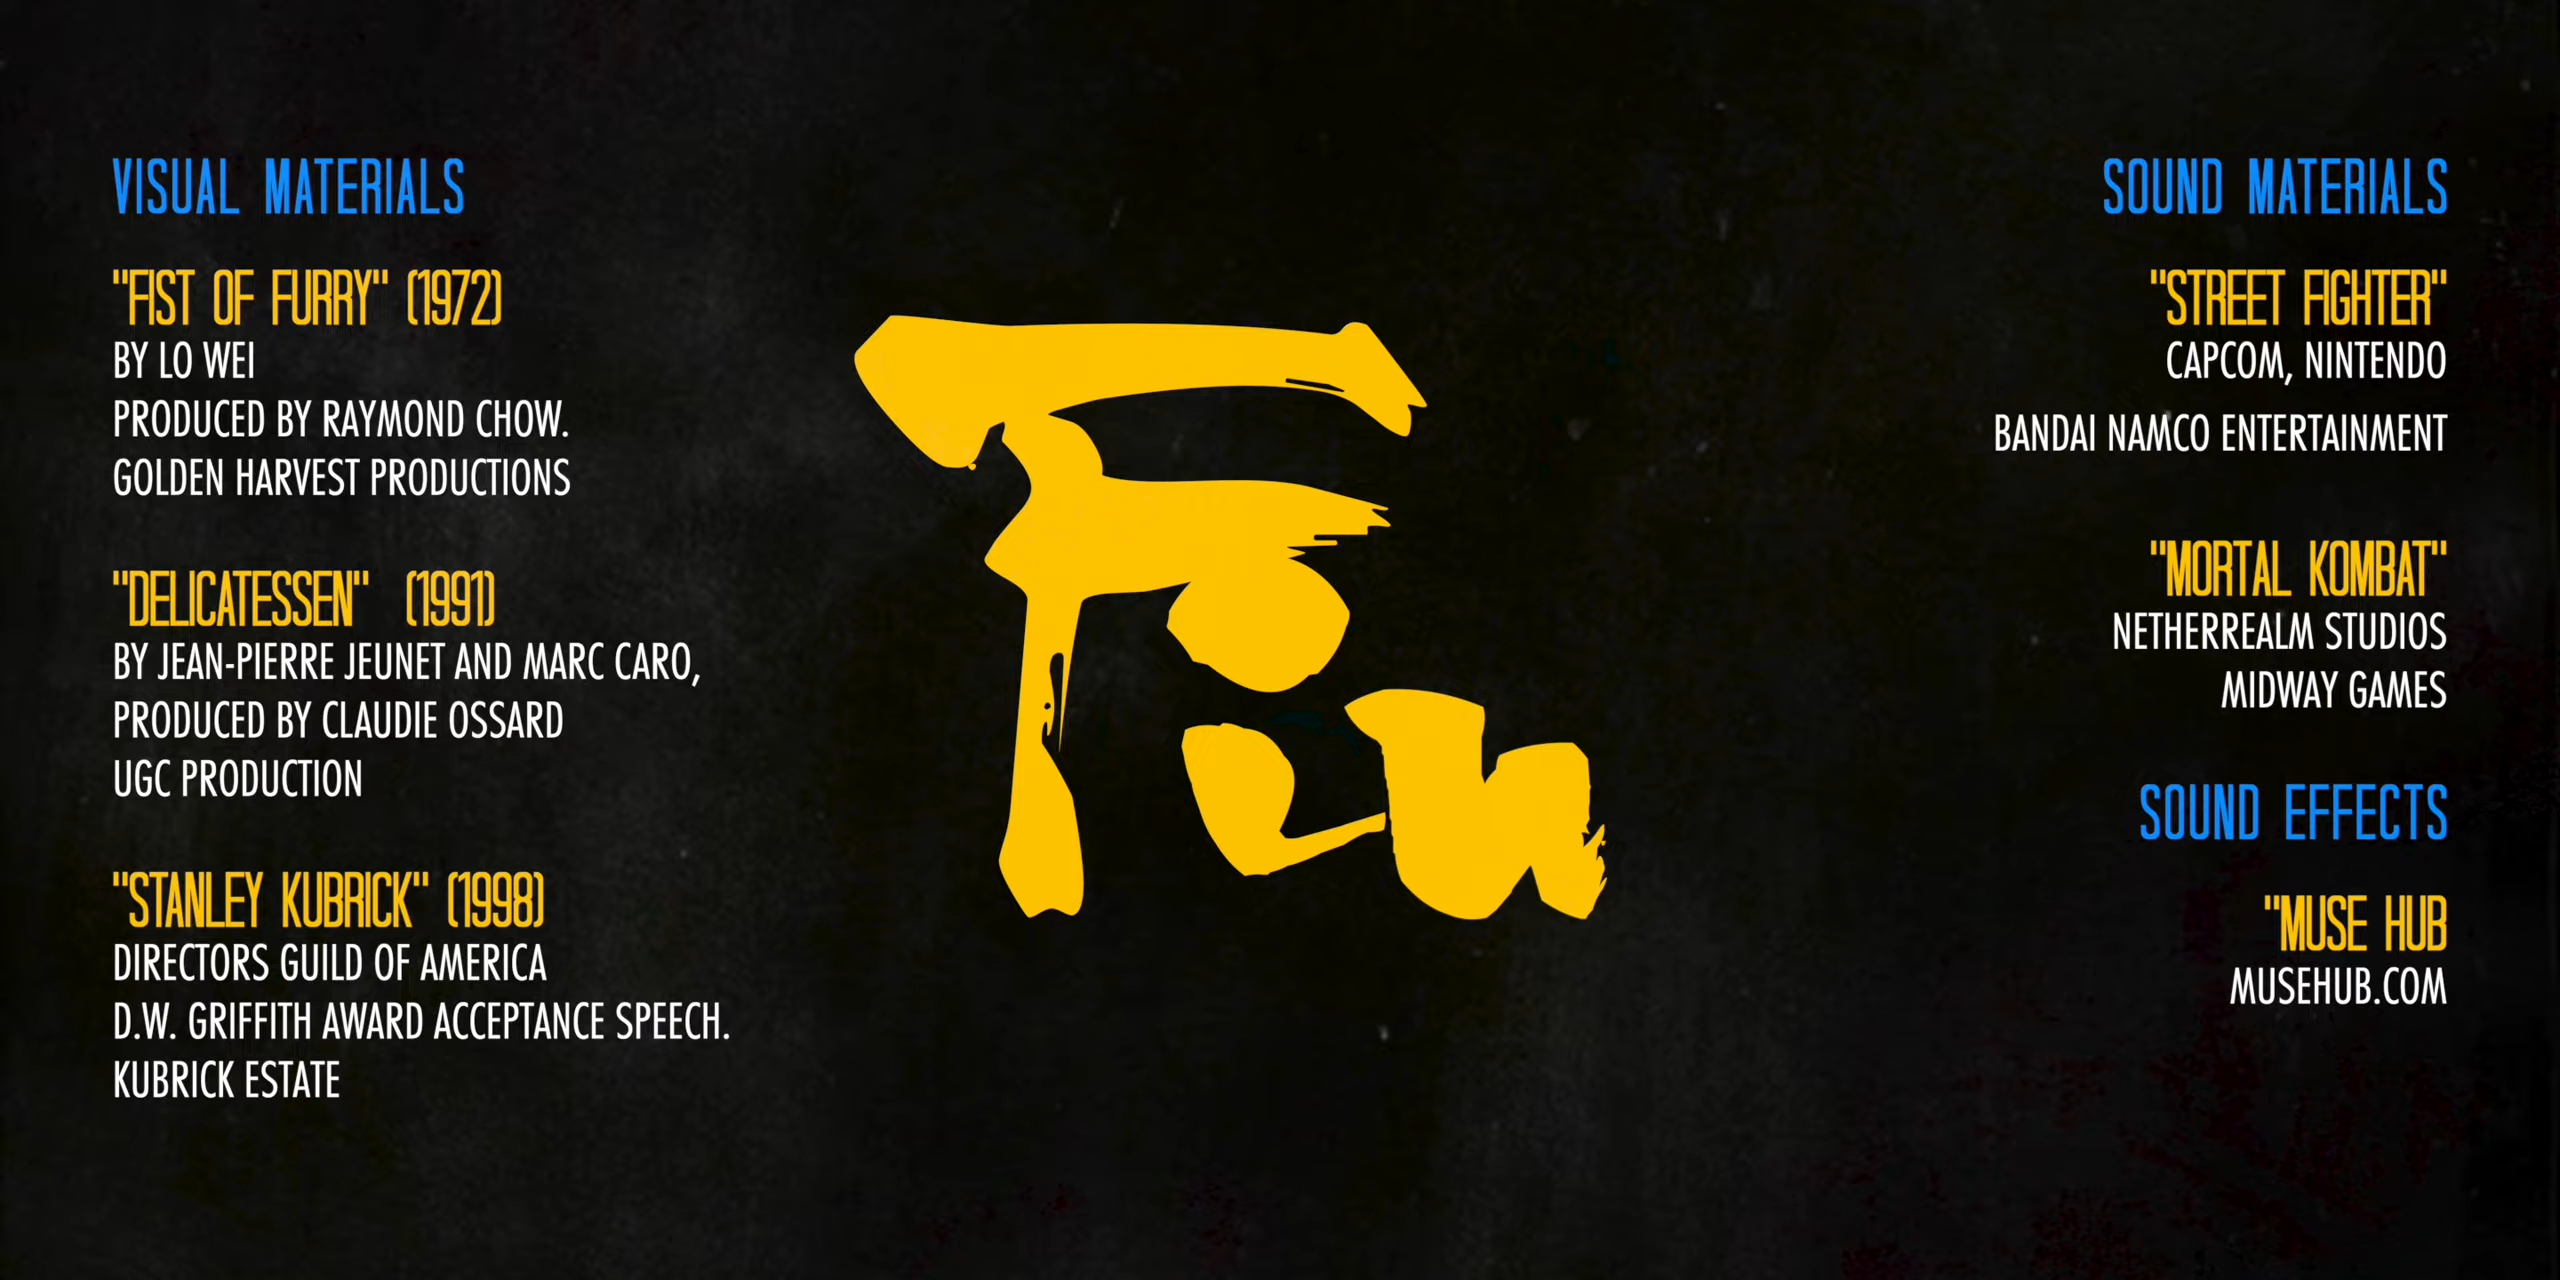 VISUAL MATERIALS
"FIST OF FURRY" (1972)
BY LO WEI
PRODUCED BY RAYMOND CHOW.
GOLDEN HARVEST PRODUCTIONS
"DELICATESSEN" (1991)
BY JEAN-PIERRE JEUNET AND MARC CARO,
PRODUCED BY CLAUDIE OSSARD
UGC PRODUCTION
"STANLEY KUBRICK" (1998)
DIRECTORS GUILD OF AMERICA
D.W. GRIFFITH AWARD ACCEPTANCE SPEECH.
KUBRICK ESTATE
Fin
SOUND MATERIALS
"STREET FIGHTER"
CAPCOM, NINTENDO
BANDAI NAMCO ENTERTAINMENT
"MORTAL KOMBAT"
NETHERREALM STUDIOS
MIDWAY GAMES
SOUND EFFECTS
"MUSE HUB
MUSEHUB.COM